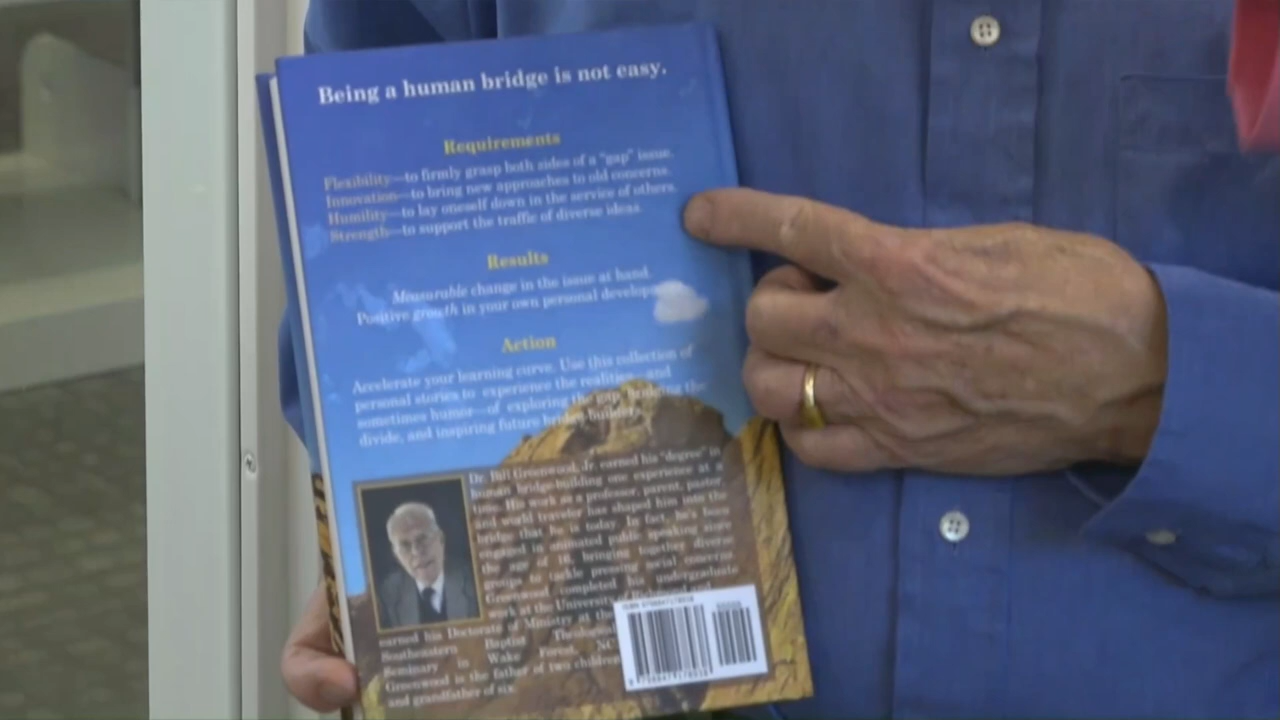 Being a human bridge is not easy.
Requirements
Flexibility—to firmly grasp both sides of a "gap" issue.
Innovation—to bring new approaches to old concerns.
Humility—to lay oneself down in the service of others.
Strength—to support the traffic of diverse ideas.
Results
Measurable change in the issue at hand.
Positive growth in your own personal develop
Action
Accelerate your learning curve. Use this collection of
personal stories to experience the realities—and
sometimes humor—of exploring the gap, bridging the
divide, and inspiring future bridge-builders.
Dr. Bill Greenwood, Jr. earned his "degree" in
human bridge-building one experience at a
time. His work as a professor, parent, pastor
and world traveler has shaped him into the
bridge that he is today. In fact, he's been
engaged in animated public speaking since
the age of 16, bringing together diverse
groups to tackle pressing social concerns.
Greenwood completed his undergraduate
work at the University of Richmond and
earned his Doctorate of Ministry at the
Southeastern Baptist Theological
Seminary in Wake Forest, NC.
Greenwood is the father of two children
and grandfather of six.